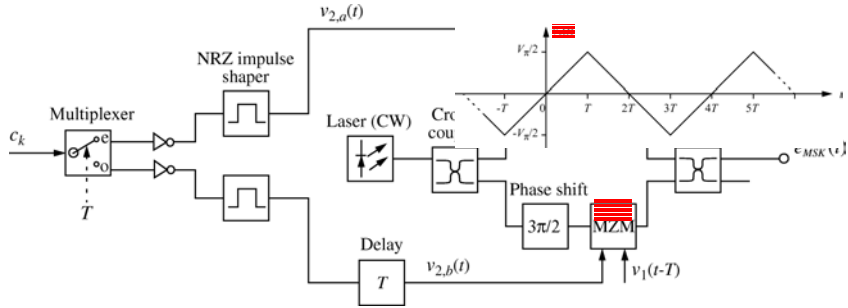 v2,a(t)
NRZ impulse
shaper
Vπ/2
-T
0
T
2T
3T
4T
5T
-Vπ/2
Multiplexer
ck
e
o
T
Laser (CW)
Phase shift
3π/2
MZM
eMSK(t)
Delay
T
v2,b(t)
v1(t-T)